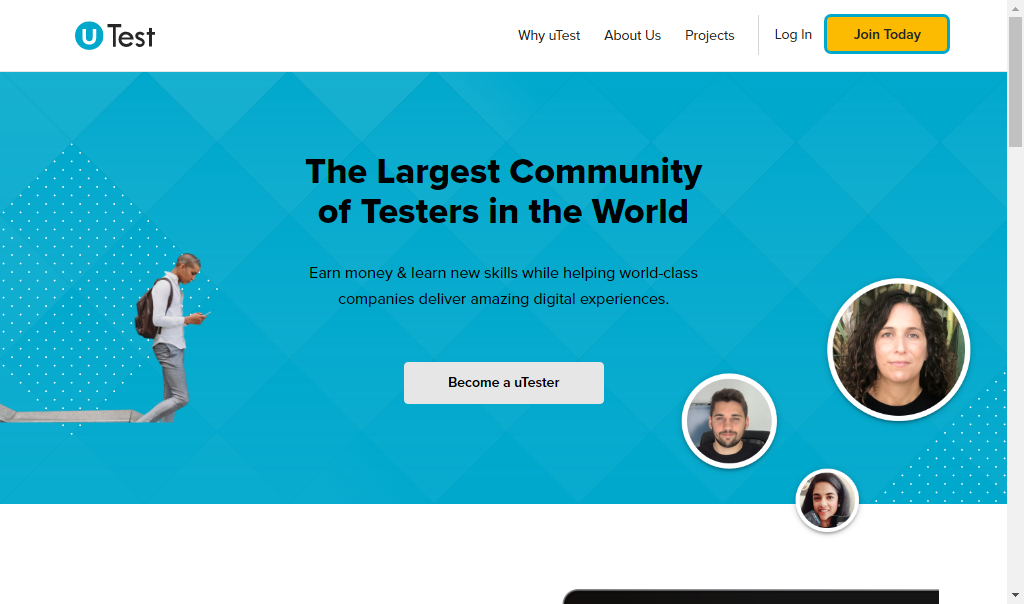 uTest
Why uTest
About Us
Projects
Log In
Join Today
The Largest Community
of Testers in the World
Earn money & learn new skills while helping world-class
companies deliver amazing digital experiences.
Become a uTester